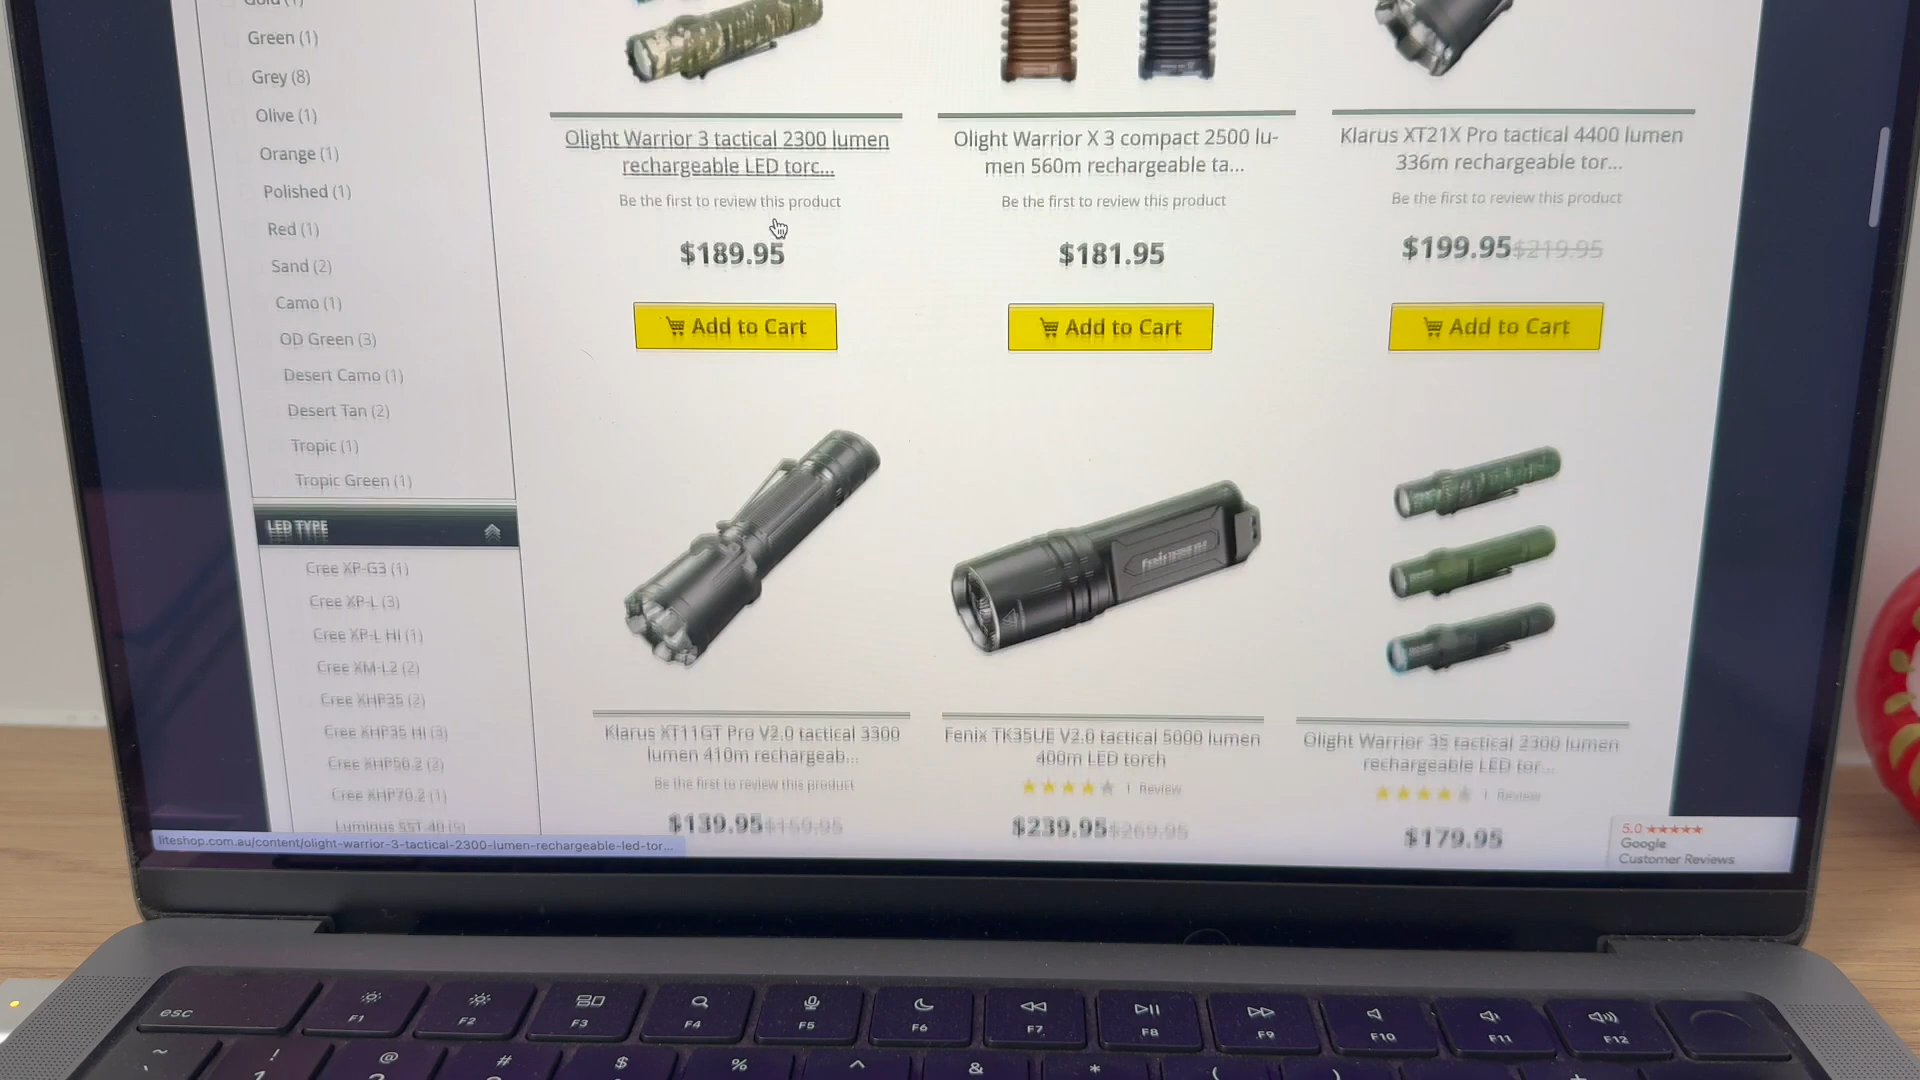 Green (1)
Grey (8)
Olive (1)
Orange (1)
Polished (1)
Red (1)
Sand (2)
Camo (1)
OD Green (3)
Desert Camo (1)
Desert Tan (2)
Tropic (1)
Tropic Green (1)
LED TYPE
Cree XP-G3 (1)
Cree XP-L (3)
Cree XP-L HI (1)
Cree XM-L2 (2)
Cree XHP35 (2)
Cree XHP35 HI (3)
Cree XHP50.2 (2)
Cree XHP70.2 (1)
Luminus SST-40
Olight Warrior 3 tactical 2300 lumen
rechargeable LED torc...
Be the first to review this product
$189.95
Add to Cart
Olight Warrior X 3 compact 2500 lu-
men 560m rechargeable ta...
Be the first to review this product
$181.95
Add to Cart
Klarus XT21X Pro tactical 4400 lumen
336m rechargeable tor...
Be the first to review this product
$199.95 $219.95
Add to Cart
Klarus XT11GT Pro V2.0 tactical 3300
lumen 410m rechargeab...
Be the first to review this product
$139.95 $159.95
Fenix TK35UE V2.0 tactical 5000 lumen
400m LED torch
1 Review
$239.95 $269.95
Olight Warrior 3S tactical 2300 lumen
rechargeable LED tor...
1 Review
$179.95
liteshop.com.au/content/olight-warrior-3-tactical-2300-lumen-rechargeable-led-tor...
5.0
Google
Customer Reviews
esc
F1
F2
F3
F4
F5
F6
F7
F8
F9
F10
F11
F12
~ ! @ # $ % ^ & * ( )